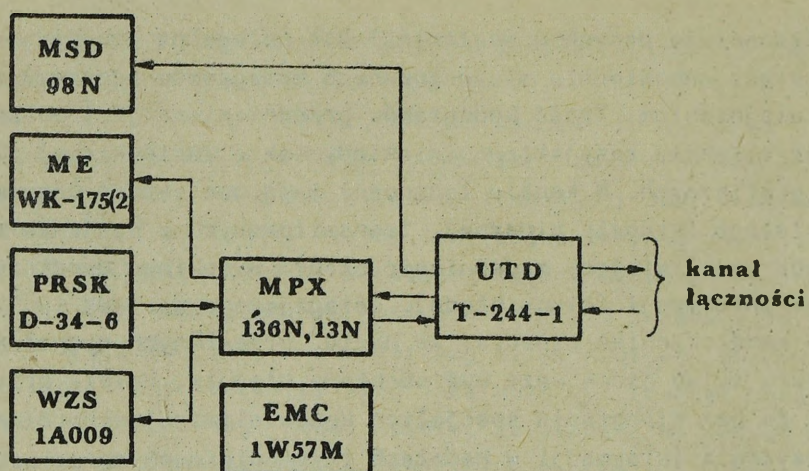 MSD
98N
ME
WK-175(2
PRSK
D-34-6
WZS
1A009
MPX
136N,13N
EMC
1W57M
UTD
T-244-1
kanał
łączności